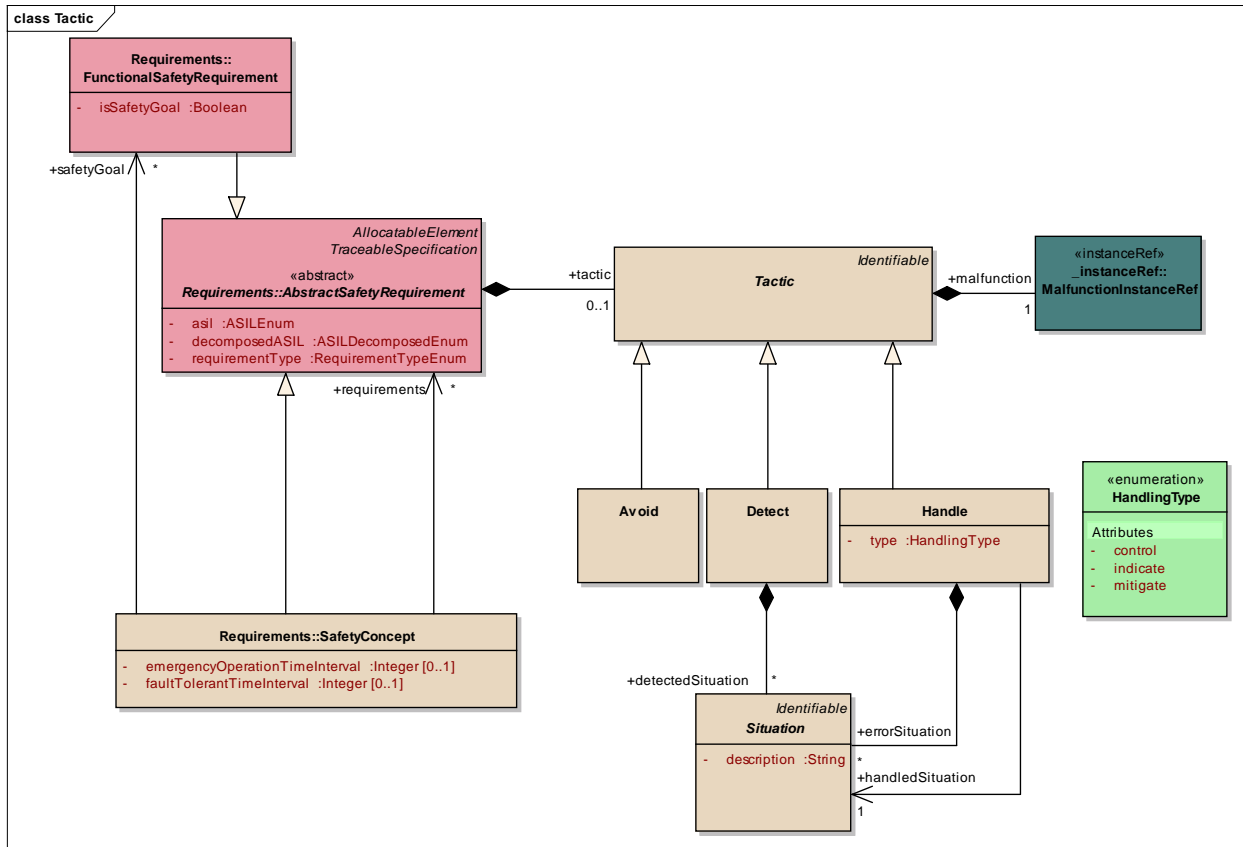 class Tactic
Requirements::
FunctionalSafetyRequirement
- isSafetyGoal :Boolean
+safetyGoal
*
AllocatableElement
TraceableSpecification
«abstract»
Requirements::AbstractSafetyRequirement
- asil :ASILEnum
- decomposedASIL :ASILDecomposedEnum
- requirementType :RequirementTypeEnum
+tactic
0..1
Identifiable
Tactic
+malfunction
1
«instanceRef»
_instanceRef::
MalfunctionInstanceRef
+requirements
*
Avoid
Detect
Handle
- type :HandlingType
«enumeration»
HandlingType
Attributes
- control
- indicate
- mitigate
Requirements::SafetyConcept
- emergencyOperationTimeInterval :Integer [0..1]
- faultTolerantTimeInterval :Integer [0..1]
+detectedSituation
*
Identifiable
Situation
- description :String
+errorSituation
*
+handledSituation
1